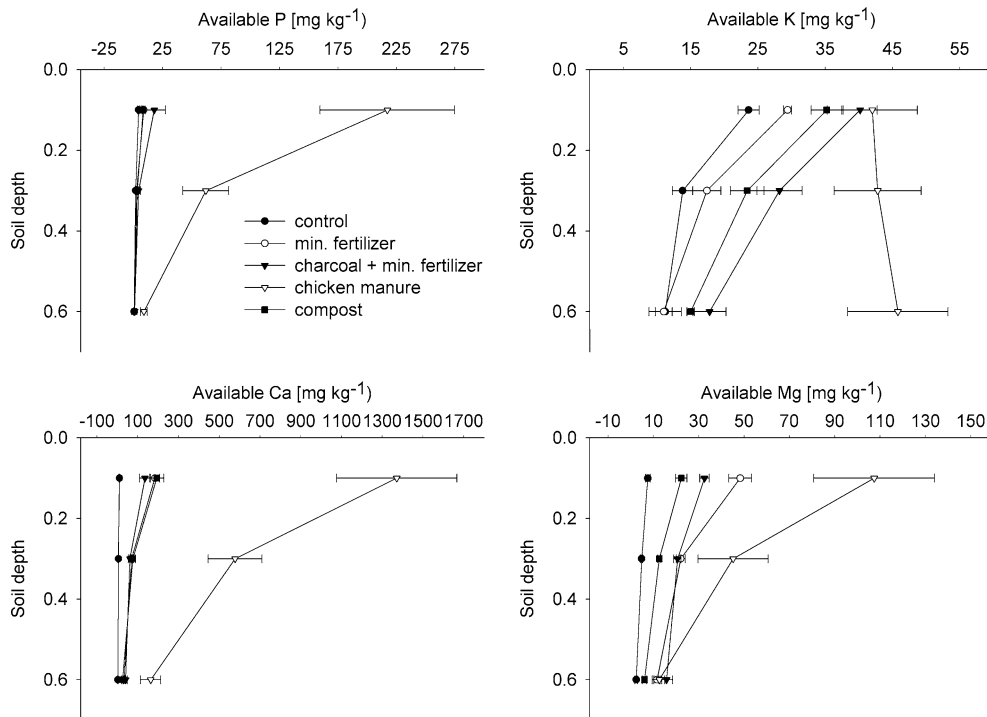 Available P [mg kg-1)
-25 25 75 125 175 225 275
0.0
0.2
0.4
0.6
Soil depth
control
min. fertilizer
charcoal + min. fertilizer
chicken manure
compost
Available K [mg kg-1)
5 15 25 35 45 55
0.0
0.2
0.4
0.6
Soil depth
Available Ca [mg kg-1)
-100 100 300 500 700 900 1100 1300 1500 1700
0.0
0.2
0.4
0.6
Soil depth
Available Mg [mg kg-1)
-10 10 30 50 70 90 110 130 150
0.0
0.2
0.4
0.6
Soil depth